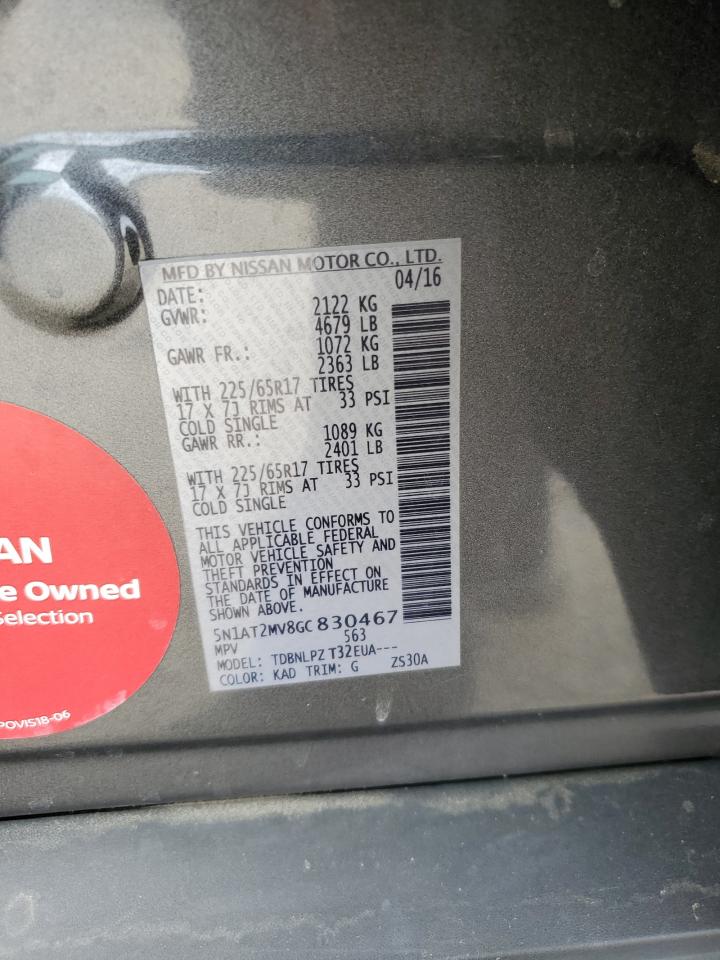 MFD BY NISSAN MOTOR CO., LTD.
DATE: 04/16
GVWR: 2122 KG
4679 LB
GAWR FR.: 1072 KG
2363 LB
WITH 225/65R17 TIRES
17 X 7J RIMS AT 33 PSI
COLD SINGLE
GAWR RR.: 1089 KG
2401 LB
WITH 225/65R17 TIRES
17 X 7J RIMS AT 33 PSI
COLD SINGLE
THIS VEHICLE CONFORMS TO
ALL APPLICABLE FEDERAL
MOTOR VEHICLE SAFETY AND
THEFT PREVENTION
STANDARDS IN EFFECT ON
THE DATE OF MANUFACTURE
SHOWN ABOVE.
5N1AT2MV8GC830467
MPV 563
MODEL: TDBNLPZ T32EUA---
COLOR: KAD TRIM: G ZS30A
AN
e Owned
Selection
POVIS18-06